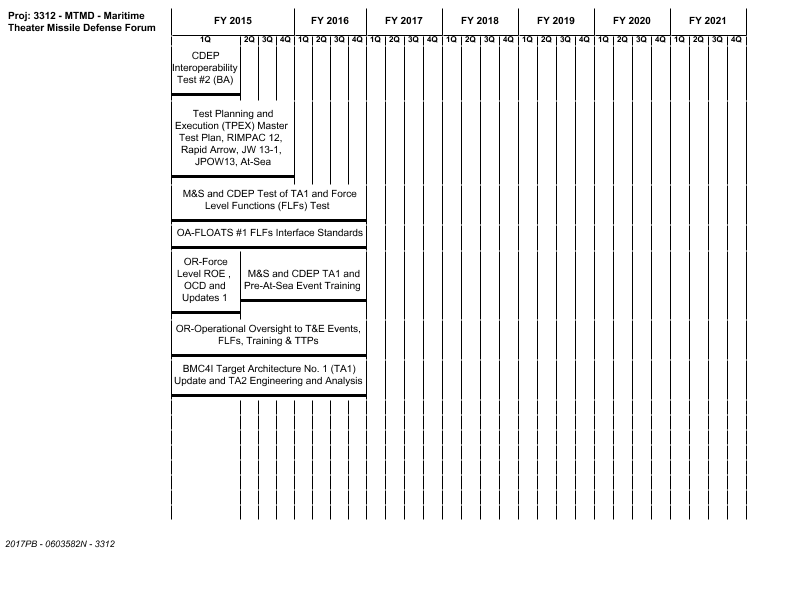 Proj: 3312 - MTMD - Maritime
Theater Missile Defense Forum
FY 2015 FY 2016 FY 2017 FY 2018 FY 2019 FY 2020 FY 2021
1Q 2Q 3Q 4Q 1Q 2Q 3Q 4Q 1Q 2Q 3Q 4Q 1Q 2Q 3Q 4Q 1Q 2Q 3Q 4Q 1Q 2Q 3Q 4Q 1Q 2Q 3Q 4Q
CDEP
Interoperability
Test #2 (BA)
Test Planning and
Execution (TPEX) Master
Test Plan, RIMPAC 12,
Rapid Arrow, JW 13-1,
JPOW13, At-Sea
M&S and CDEP Test of TA1 and Force
Level Functions (FLFs) Test
OA-FLOATS #1 FLFs Interface Standards
OR-Force
Level ROE ,
OCD and
Updates 1
M&S and CDEP TA1 and
Pre-At-Sea Event Training
OR-Operational Oversight to T&E Events,
FLFs, Training & TTPs
BMC4I Target Architecture No. 1 (TA1)
Update and TA2 Engineering and Analysis
2017PB - 0603582N - 3312